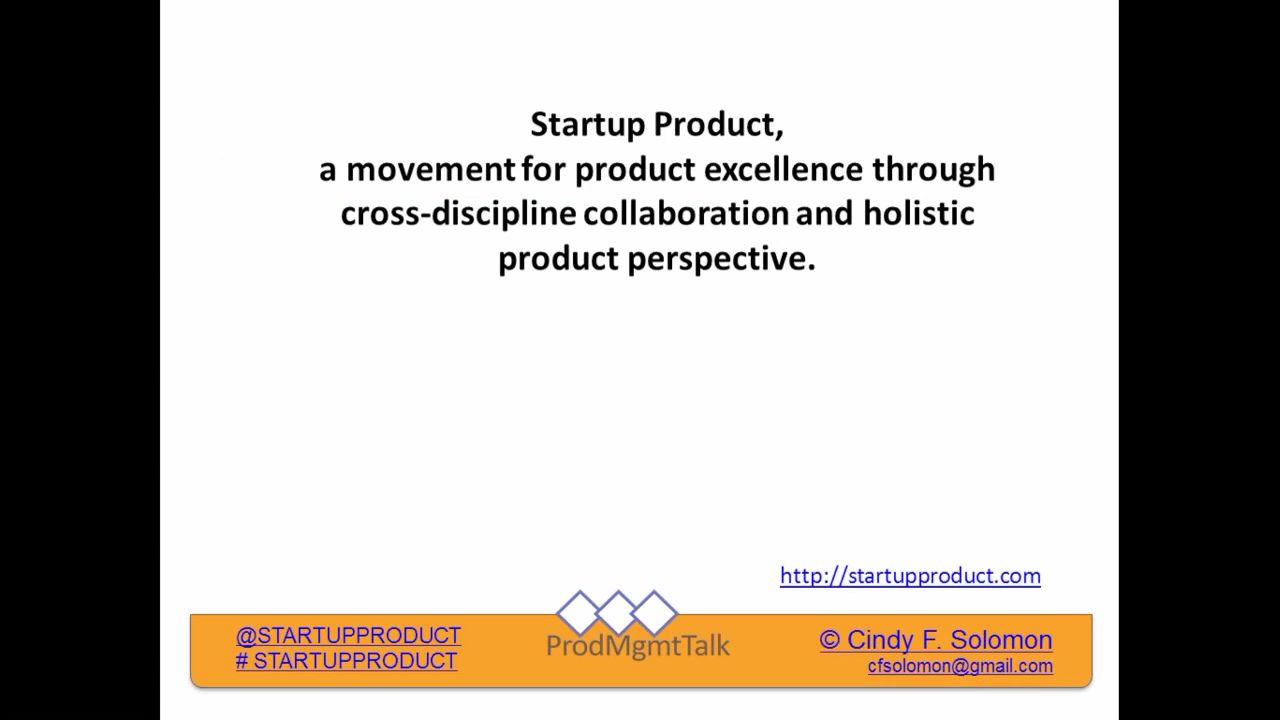 Startup Product,
a movement for product excellence through
cross-discipline collaboration and holistic
product perspective.
http://startupproduct.com
@STARTUPPRODUCT
# STARTUPPRODUCT
ProdMgmtTalk
© Cindy F. Solomon
cfsolomon@gmail.com